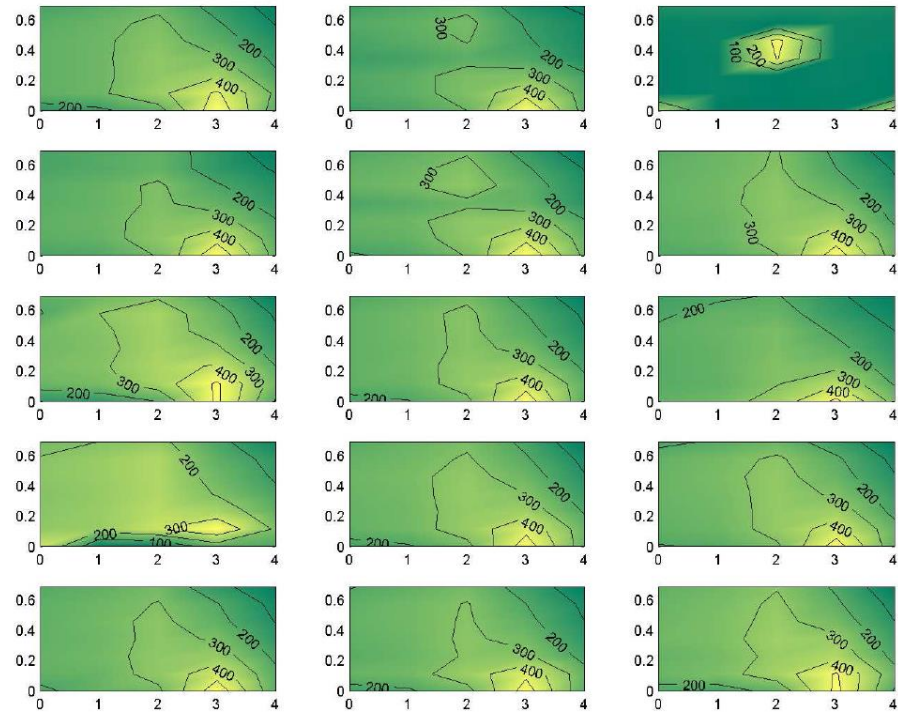 0.6 200 0.6 300 200 0.6
0.4 300 0.4 300 0.4 100 200
0.2 400 0.2 400 0.2
0 200 0 0
0 1 2 3 4 0 1 2 3 4 0 1 2 3 4
0.6 0.6 0.6
0.4 200 0.4 300 200 0.4 200
0.2 300 0.2 300 0.2 300 300
0 400 0 400 0 400
0 1 2 3 4 0 1 2 3 4 0 1 2 3 4
0.6 0.6 0.6 200
0.4 200 0.4 200 0.4 200
0.2 300 400 300 0.2 300 0.2 300
0 200 0 200 400 0 400
0 1 2 3 4 0 1 2 3 4 0 1 2 3 4
0.6 0.6 0.6
0.4 200 0.4 200 0.4 200
0.2 200 300 0.2 300 0.2 300
0 100 0 200 400 0 400
0 1 2 3 4 0 1 2 3 4 0 1 2 3 4
0.6 0.6 0.6
0.4 200 0.4 200 0.4 200
0.2 300 0.2 300 0.2 300
0 400 0 200 400 0 200 400
0 1 2 3 4 0 1 2 3 4 0 1 2 3 4